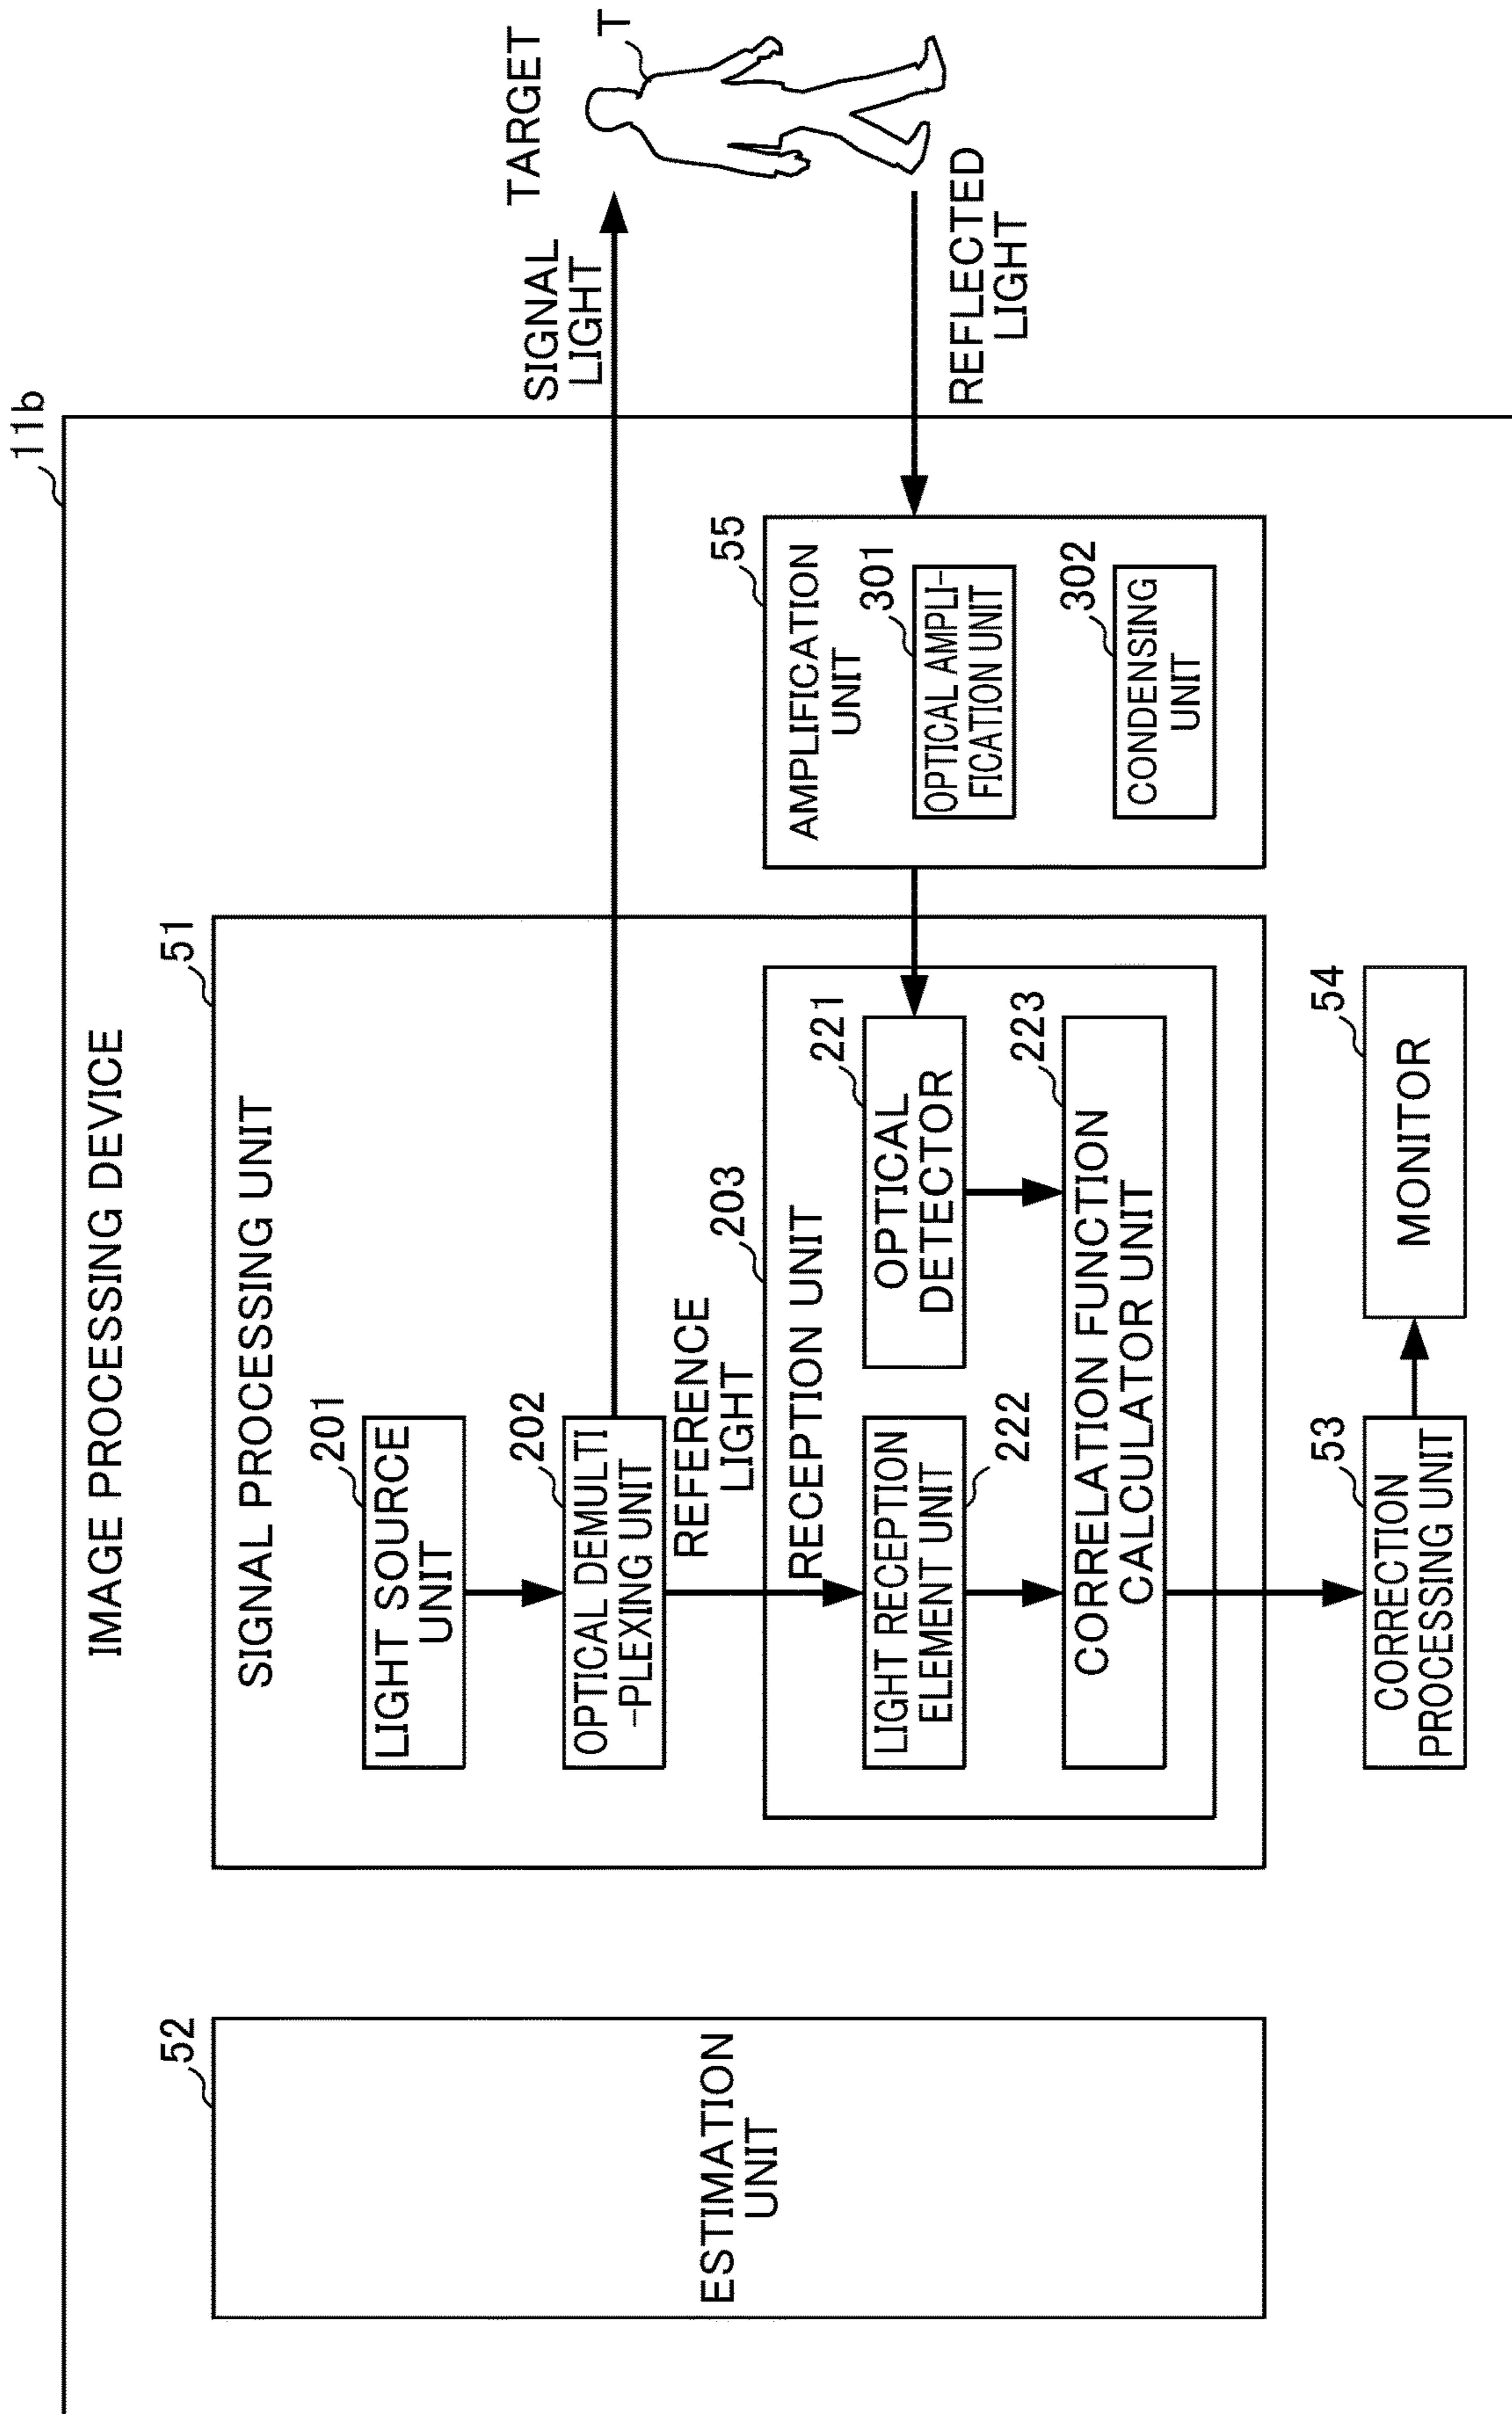 11b
IMAGE PROCESSING DEVICE
52
ESTIMATION
UNIT
51
SIGNAL PROCESSING UNIT
201
LIGHT SOURCE
UNIT
202
OPTICAL DEMULTI
-PLEXING UNIT
REFERENCE
LIGHT
203
RECEPTION UNIT
LIGHT RECEPTION
ELEMENT UNIT
222
221
OPTICAL
DETECTOR
223
CORRELATION FUNCTION
CALCULATOR UNIT
53
CORRECTION
PROCESSING UNIT
54
MONITOR
55
AMPLIFICATION
UNIT
301
OPTICAL AMPLI-
FICATION UNIT
302
CONDENSING
UNIT
SIGNAL
LIGHT
TARGET
T
REFLECTED
LIGHT